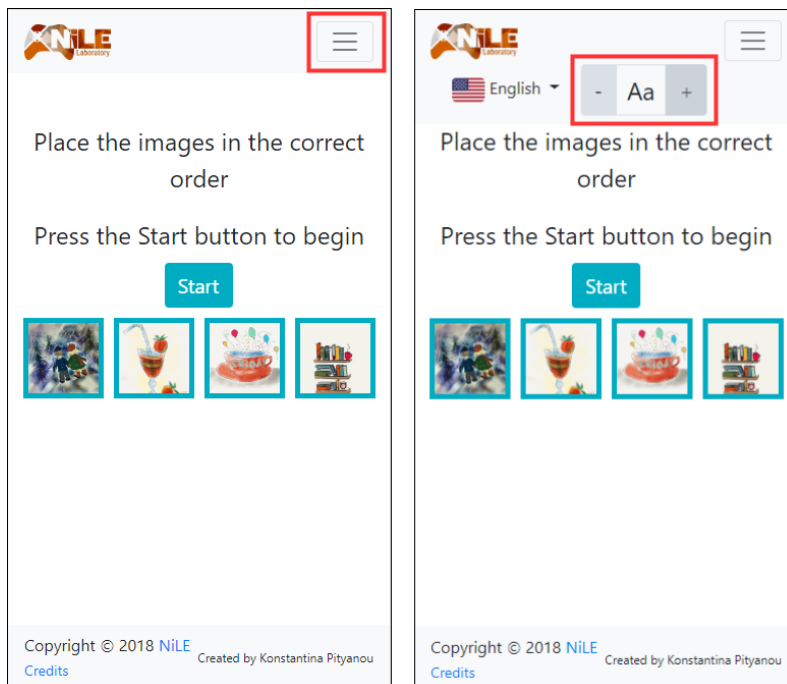 NiLE
Laboratory
Place the images in the correct
order
Press the Start button to begin
Start
Copyright © 2018 NiLE
Credits
Created by Konstantina Pityanou
NiLE
Laboratory
English
- Aa +
Place the images in the correct
order
Press the Start button to begin
Start
Copyright © 2018 NiLE
Credits
Created by Konstantina Pityanou